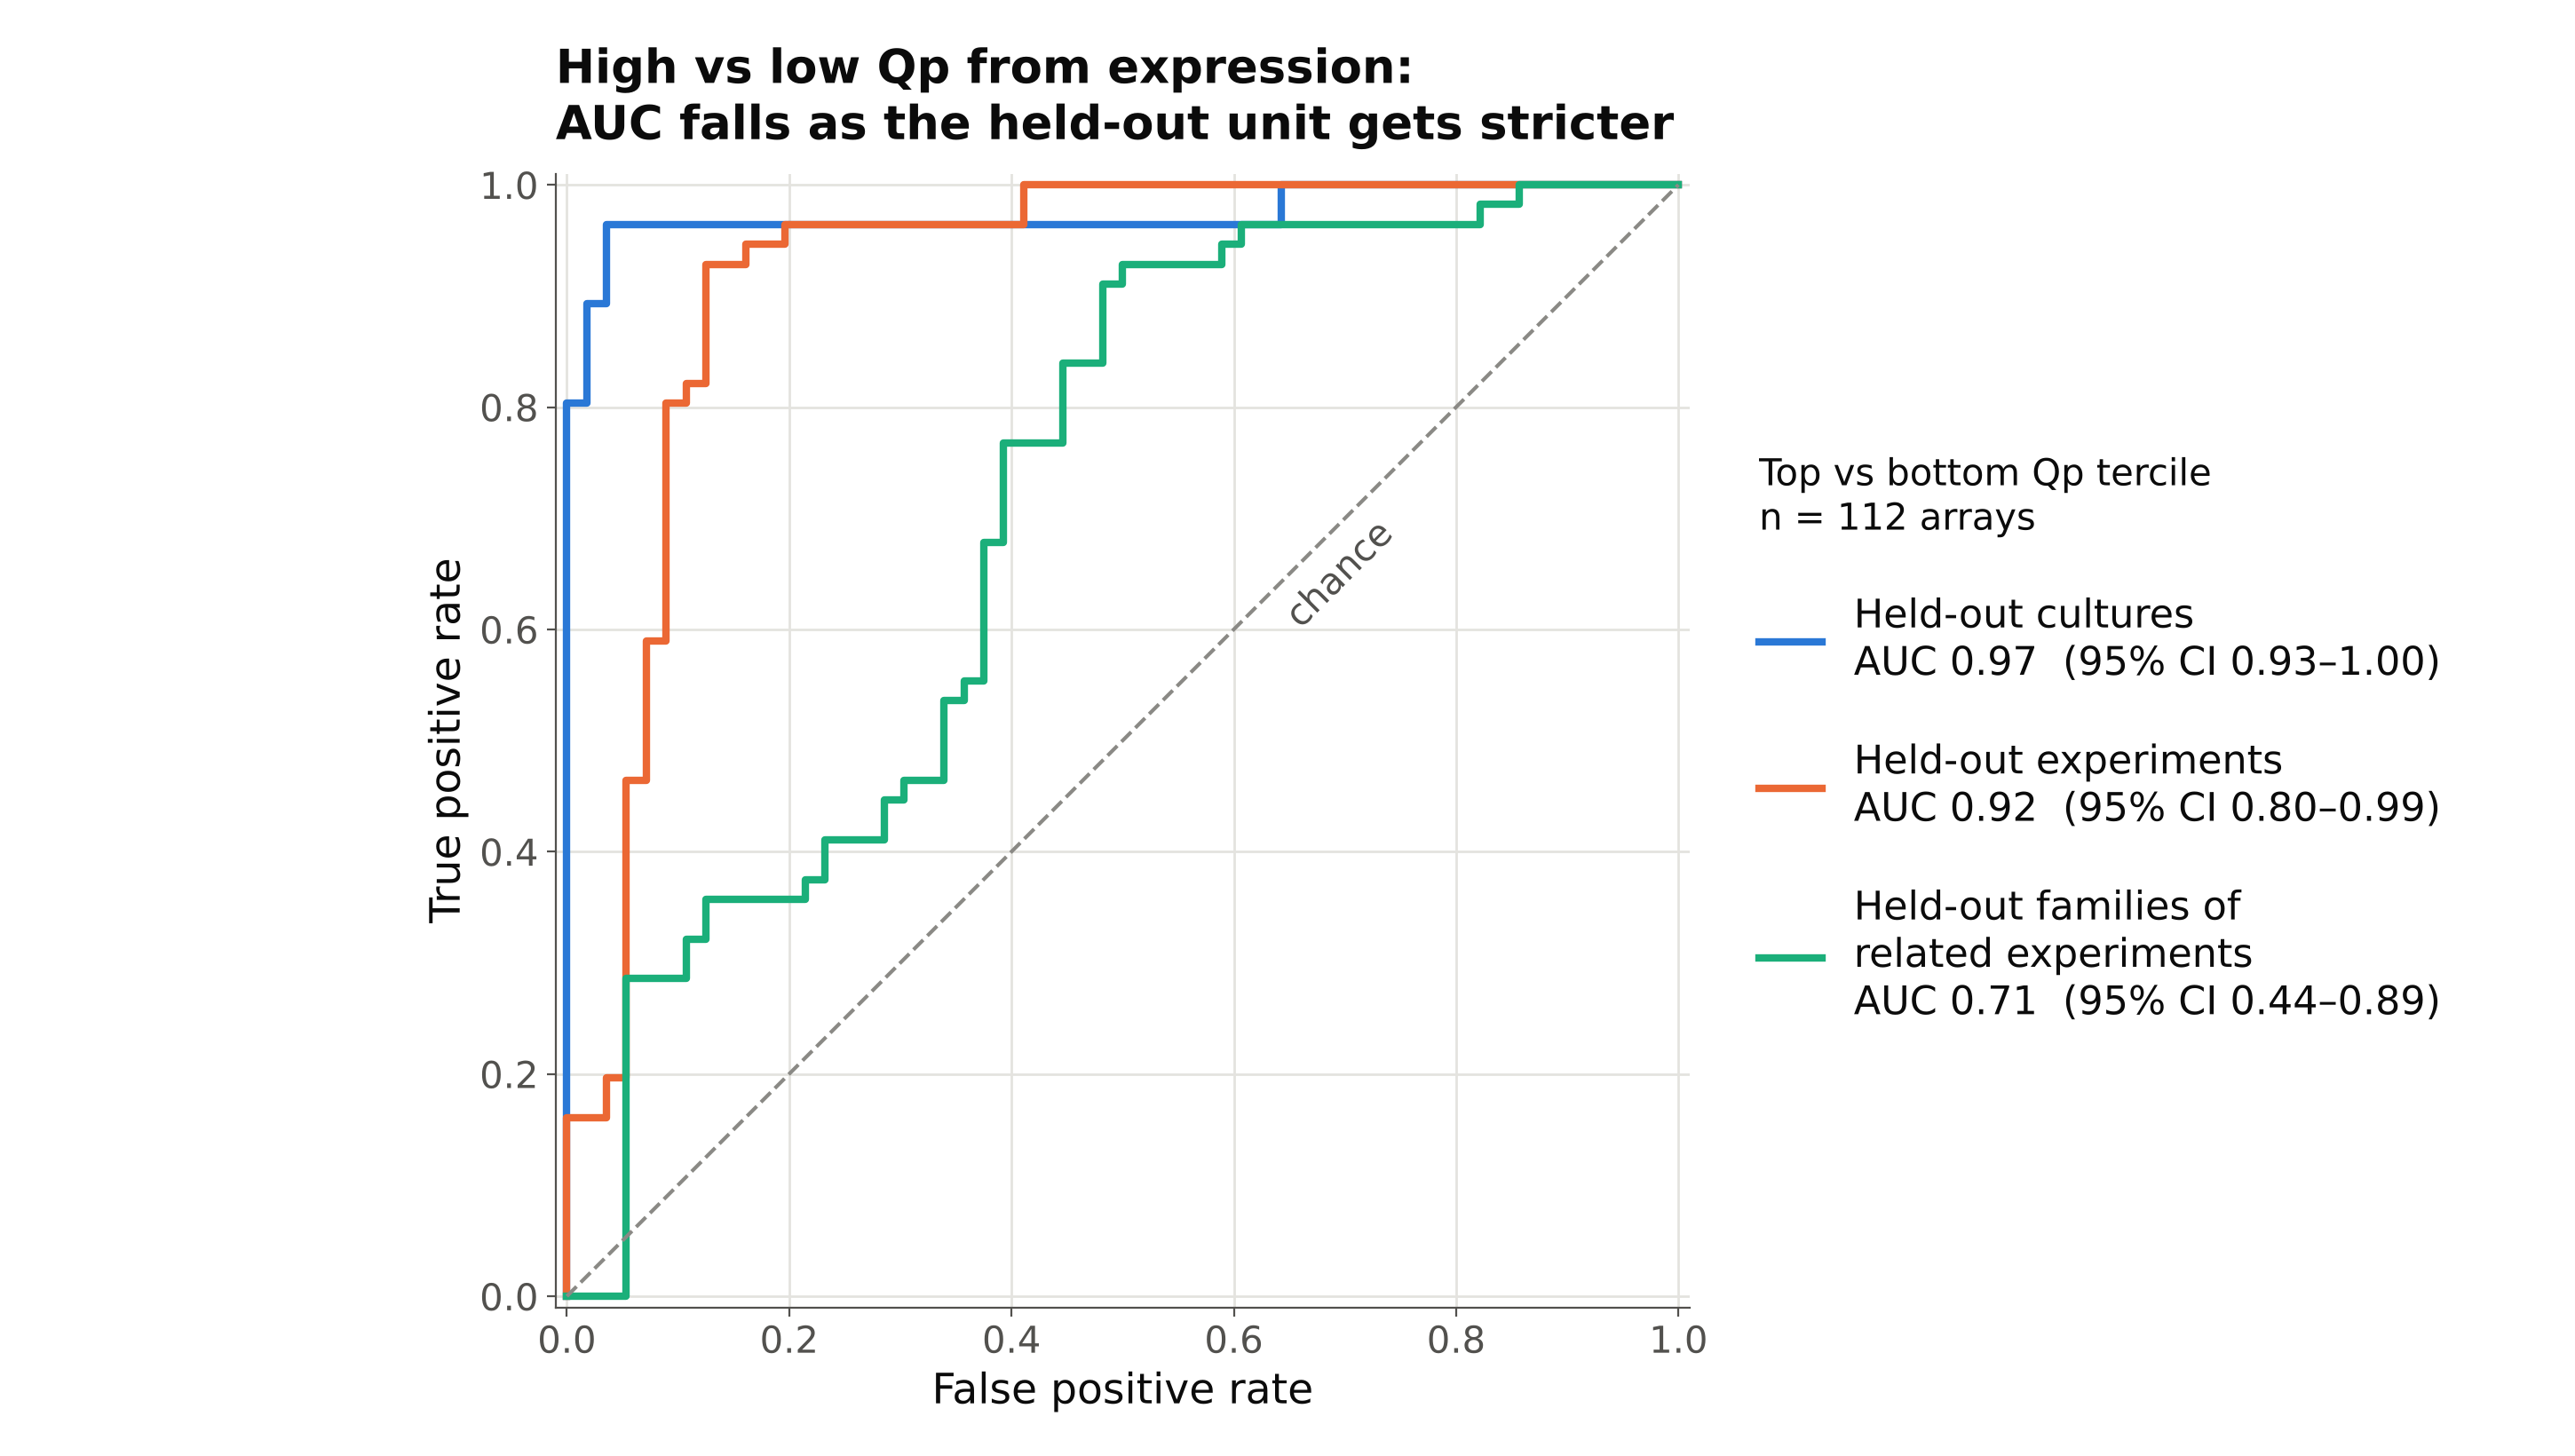 High vs low Qp from expression:
AUC falls as the held-out unit gets stricter
1.0
0.8
0.6
0.4
0.2
0.0
True positive rate
0.0
0.2
0.4
0.6
0.8
1.0
False positive rate
chance
Top vs bottom Qp tercile
n = 112 arrays
Held-out cultures
AUC 0.97 (95% CI 0.93–1.00)
Held-out experiments
AUC 0.92 (95% CI 0.80–0.99)
Held-out families of
related experiments
AUC 0.71 (95% CI 0.44–0.89)